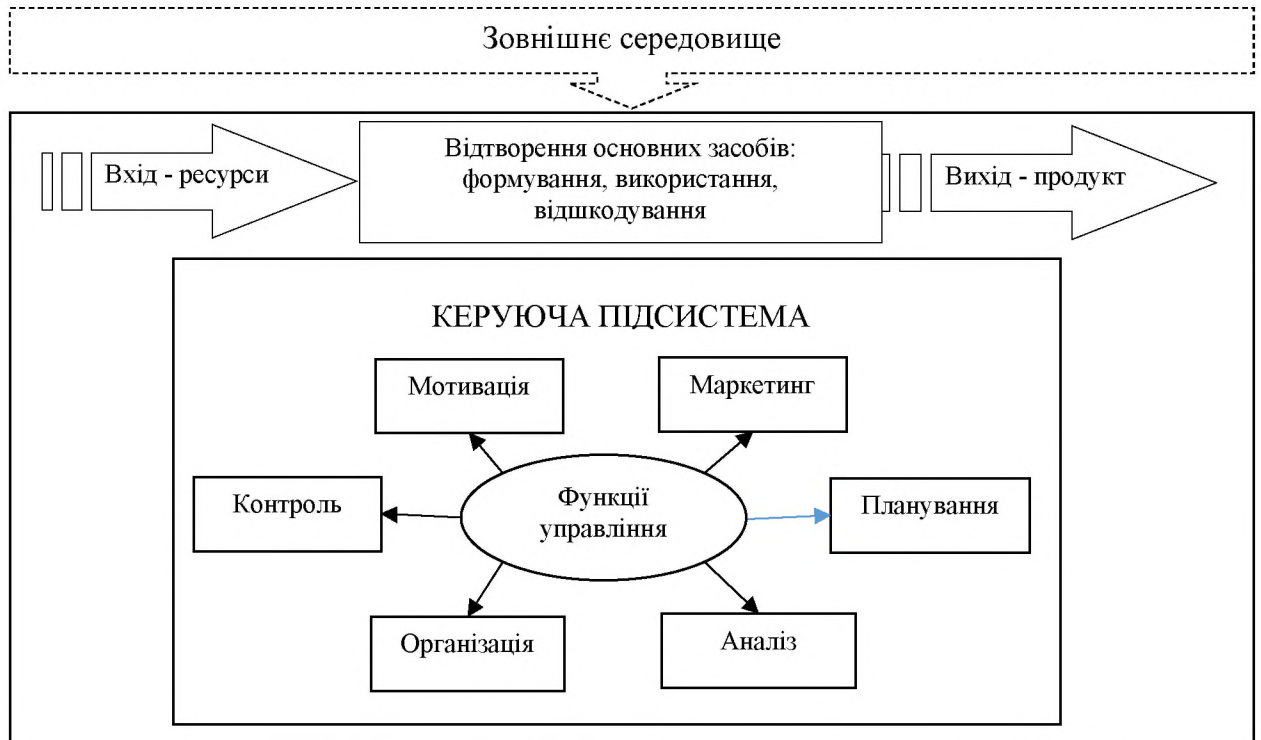 Зовнішнє середовище
Вхід - ресурси
Відтворення основних засобів:
формування, використання,
відшкодування
Вихід - продукт
КЕРУЮЧА ПІДСИСТЕМА
Мотивація
Маркетинг
Контроль
Функції
управління
Планування
Організація
Аналіз